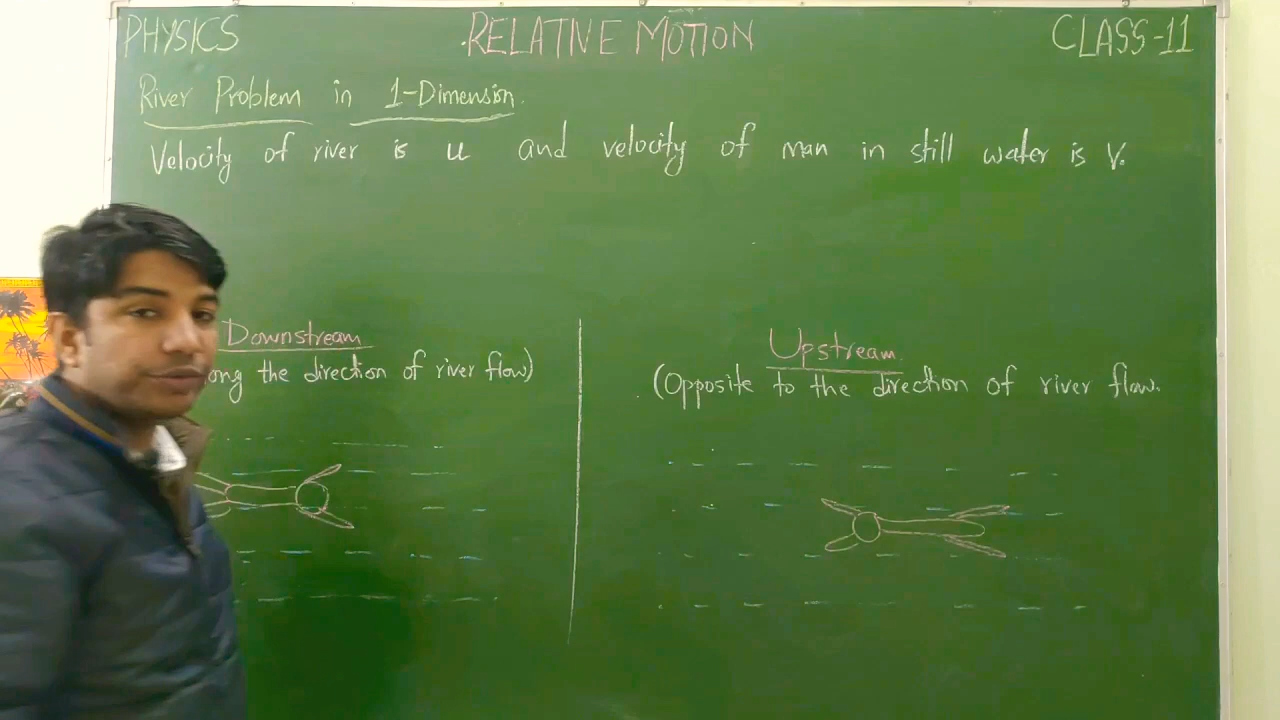 PHYSICS RELATIVE MOTION CLASS-11
River Problem in 1-Dimension.
Velocity of river is u and velocity of man in still water is v.
Downstream
ong the direction of river flow)
Upstream
(Opposite to the direction of river flow.